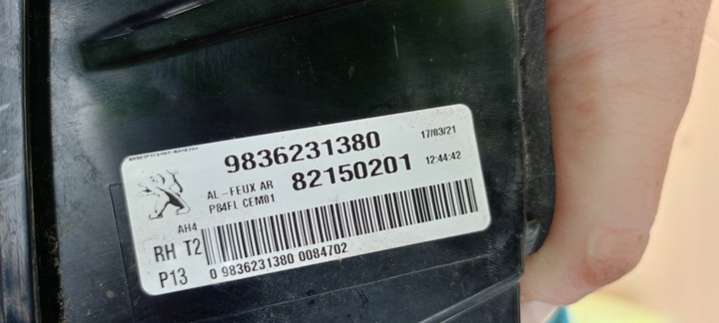 9836231380
17/03/21
AL-FEUX AR 82150201 12:44:42
P84FL CEM01
AH4
RH T2
P13 0 9836231380 0084702